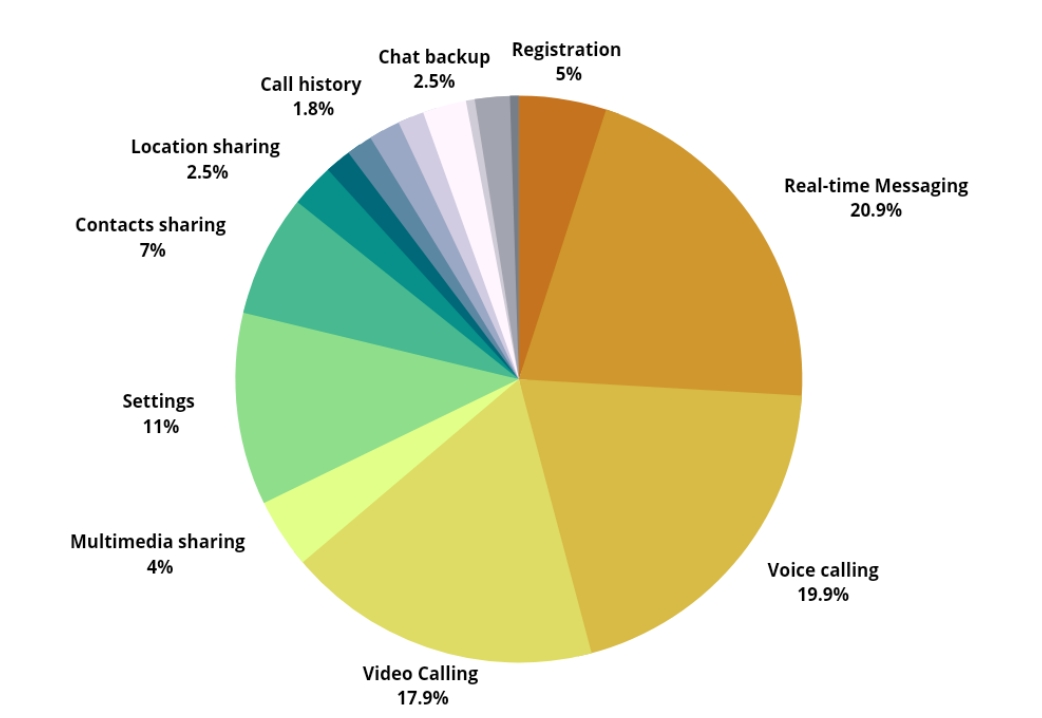 Registration
5%
Real-time Messaging
20.9%
Voice calling
19.9%
Video Calling
17.9%
Multimedia sharing
4%
Settings
11%
Contacts sharing
7%
Location sharing
2.5%
Call history
1.8%
Chat backup
2.5%